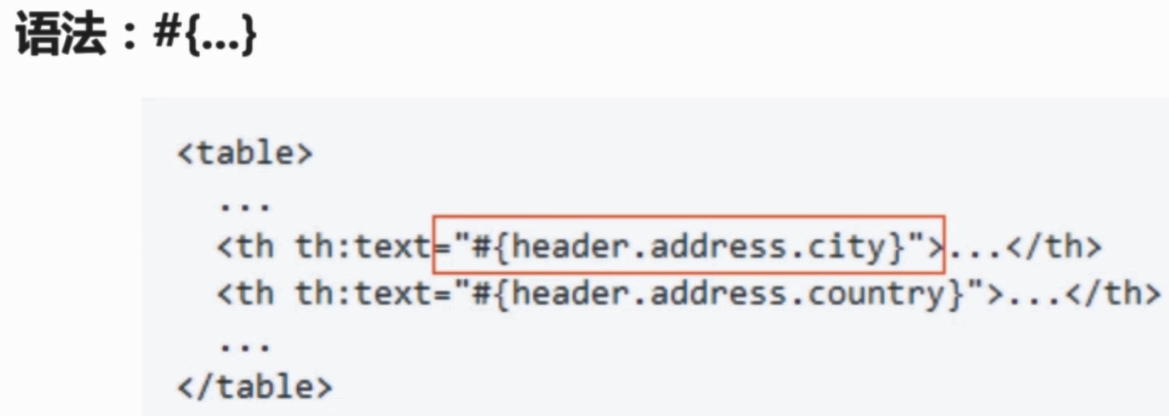 语法：#{...}
<table>
...
<th th:text="#{header.address.city}">...</th>
<th th:text="#{header.address.country}">...</th>
...
</table>